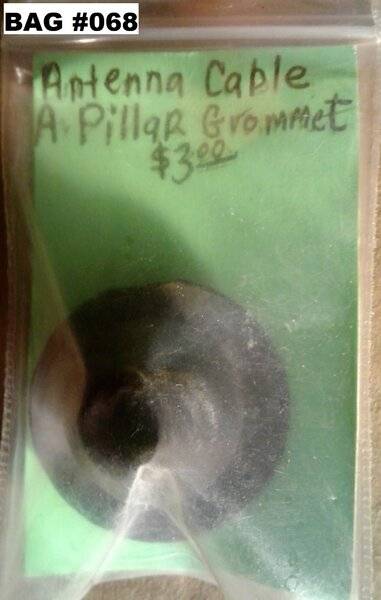 BAG #068
Antenna Cable
A Pillar Grommet
$3.00